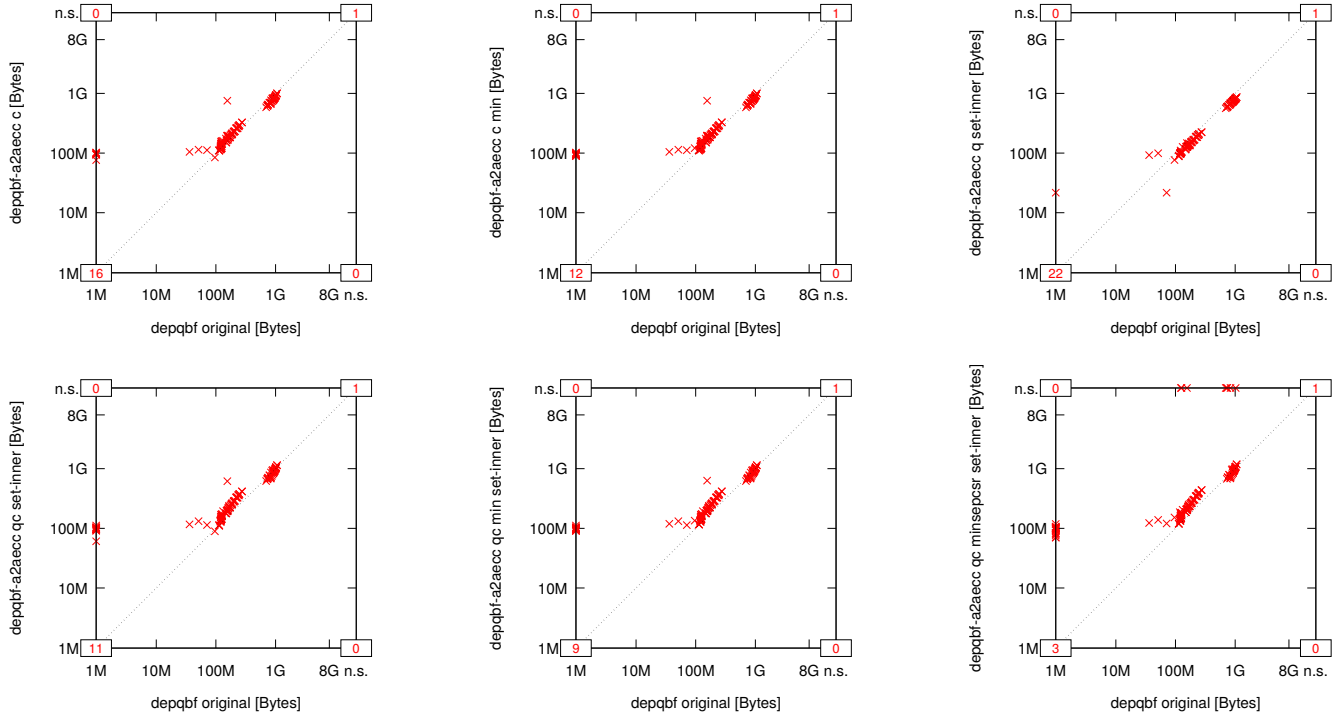 n.s. 0 1
8G
1G
100M
10M
1M 16 0
1M 10M 100M 1G 8G n.s.
depqbf original [Bytes]
depqbf-a2aecc c [Bytes]
n.s. 0 1
8G
1G
100M
10M
1M 12 0
1M 10M 100M 1G 8G n.s.
depqbf original [Bytes]
depqbf-a2aecc c min [Bytes]
n.s. 0 1
8G
1G
100M
10M
1M 22 0
1M 10M 100M 1G 8G n.s.
depqbf original [Bytes]
depqbf-a2aecc q set-inner [Bytes]
n.s. 0 1
8G
1G
100M
10M
1M 11 0
1M 10M 100M 1G 8G n.s.
depqbf original [Bytes]
depqbf-a2aecc qc set-inner [Bytes]
n.s. 0 1
8G
1G
100M
10M
1M 9 0
1M 10M 100M 1G 8G n.s.
depqbf original [Bytes]
depqbf-a2aecc qc min set-inner [Bytes]
n.s. 0 1
8G
1G
100M
10M
1M 3 0
1M 10M 100M 1G 8G n.s.
depqbf original [Bytes]
depqbf-a2aecc qc minsepcsr set-inner [Bytes]